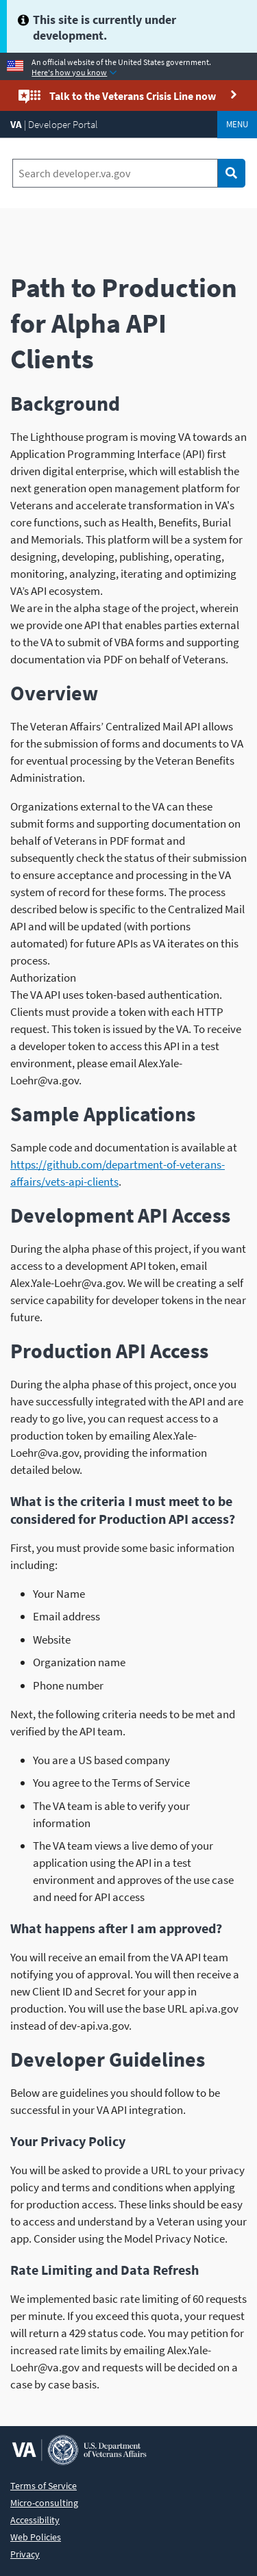 This site is currently under
development.
An official website of the United States government.
Here's how you know
Talk to the Veterans Crisis Line now
VA | Developer Portal
MENU
Search developer.va.gov
Path to Production
for Alpha API
Clients
Background
The Lighthouse program is moving VA towards an
Application Programming Interface (API) first
driven digital enterprise, which will establish the
next generation open management platform for
Veterans and accelerate transformation in VA's
core functions, such as Health, Benefits, Burial
and Memorials. This platform will be a system for
designing, developing, publishing, operating,
monitoring, analyzing, iterating and optimizing
VA's API ecosystem.
We are in the alpha stage of the project, wherein
we provide one API that enables parties external
to the VA to submit of VBA forms and supporting
documentation via PDF on behalf of Veterans.
Overview
The Veteran Affairs' Centralized Mail API allows
for the submission of forms and documents to VA
for eventual processing by the Veteran Benefits
Administration.
Organizations external to the VA can these
submit forms and supporting documentation on
behalf of Veterans in PDF format and
subsequently check the status of their submission
to ensure acceptance and processing in the VA
system of record for these forms. The process
described below is specific to the Centralized Mail
API and will be updated (with portions
automated) for future APIs as VA iterates on this
process.
Authorization
The VA API uses token-based authentication.
Clients must provide a token with each HTTP
request. This token is issued by the VA. To receive
a developer token to access this API in a test
environment, please email Alex.Yale-
Loehr@va.gov.
Sample Applications
Sample code and documentation is available at
https://github.com/department-of-veterans-
affairs/vets-api-clients.
Development API Access
During the alpha phase of this project, if you want
access to a development API token, email
Alex.Yale-Loehr@va.gov. We will be creating a self
service capability for developer tokens in the near
future.
Production API Access
During the alpha phase of this project, once you
have successfully integrated with the API and are
ready to go live, you can request access to a
production token by emailing Alex.Yale-
Loehr@va.gov, providing the information
detailed below.
What is the criteria I must meet to be
considered for Production API access?
First, you must provide some basic information
including:
• Your Name
• Email address
• Website
• Organization name
• Phone number
Next, the following criteria needs to be met and
verified by the API team.
• You are a US based company
• You agree to the Terms of Service
• The VA team is able to verify your
information
• The VA team views a live demo of your
application using the API in a test
environment and approves of the use case
and need for API access
What happens after I am approved?
You will receive an email from the VA API team
notifying you of approval. You will then receive a
new Client ID and Secret for your app in
production. You will use the base URL api.va.gov
instead of dev-api.va.gov.
Developer Guidelines
Below are guidelines you should follow to be
successful in your VA API integration.
Your Privacy Policy
You will be asked to provide a URL to your privacy
policy and terms and conditions when applying
for production access. These links should be easy
to access and understand by a Veteran using your
app. Consider using the Model Privacy Notice.
Rate Limiting and Data Refresh
We implemented basic rate limiting of 60 requests
per minute. If you exceed this quota, your request
will return a 429 status code. You may petition for
increased rate limits by emailing Alex.Yale-
Loehr@va.gov and requests will be decided on a
case by case basis.
VA
U.S. Department
of Veterans Affairs
Terms of Service
Micro-consulting
Accessibility
Web Policies
Privacy